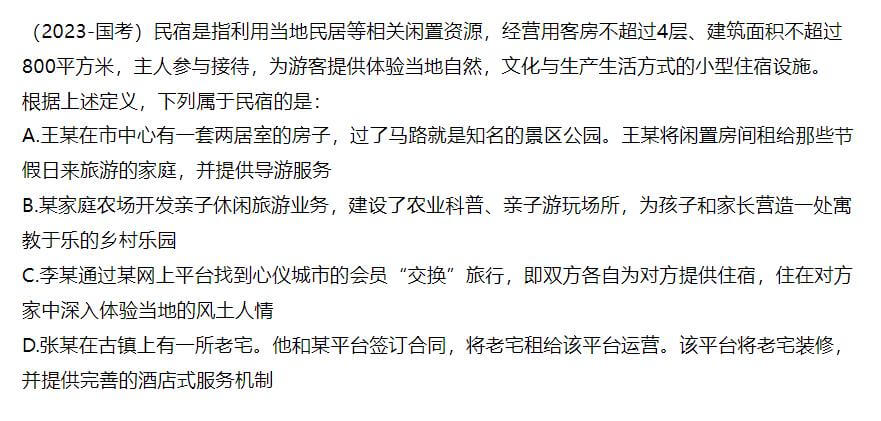 （2023-国考）民宿是指利用当地民居等相关闲置资源，经营用客房不超过4层、建筑面积不超过
800平方米，主人参与接待，为游客提供体验当地自然，文化与生产生活方式的小型住宿设施。
根据上述定义，下列属于民宿的是：
A.王某在市中心有一套两居室的房子，过了马路就是知名的景区公园。王某将闲置房间租给那些节
假日来旅游的家庭，并提供导游服务
B.某家庭农场开发亲子休闲旅游业务，建设了农业科普、亲子游玩场所，为孩子和家长营造一处寓
教于乐的乡村乐园
C.李某通过某网上平台找到心仪城市的会员“交换”旅行，即双方各自为对方提供住宿，住在对方
家中深入体验当地的风土人情
D.张某在古镇上有一所老宅。他和某平台签订合同，将老宅租给该平台运营。该平台将老宅装修，
并提供完善的酒店式服务机制